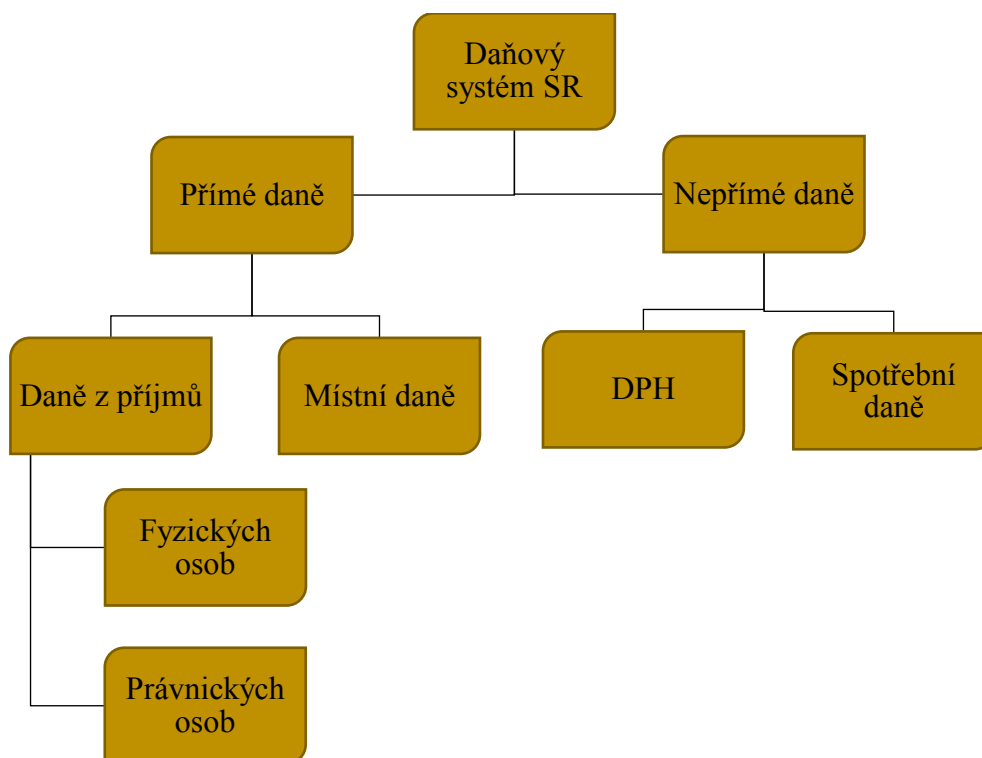 Daňový
systém SR
Přímé daně
Nepřímé daně
Daně z příjmů
Místní daně
DPH
Spotřební
daně
Fyzických
osob
Právnických
osob